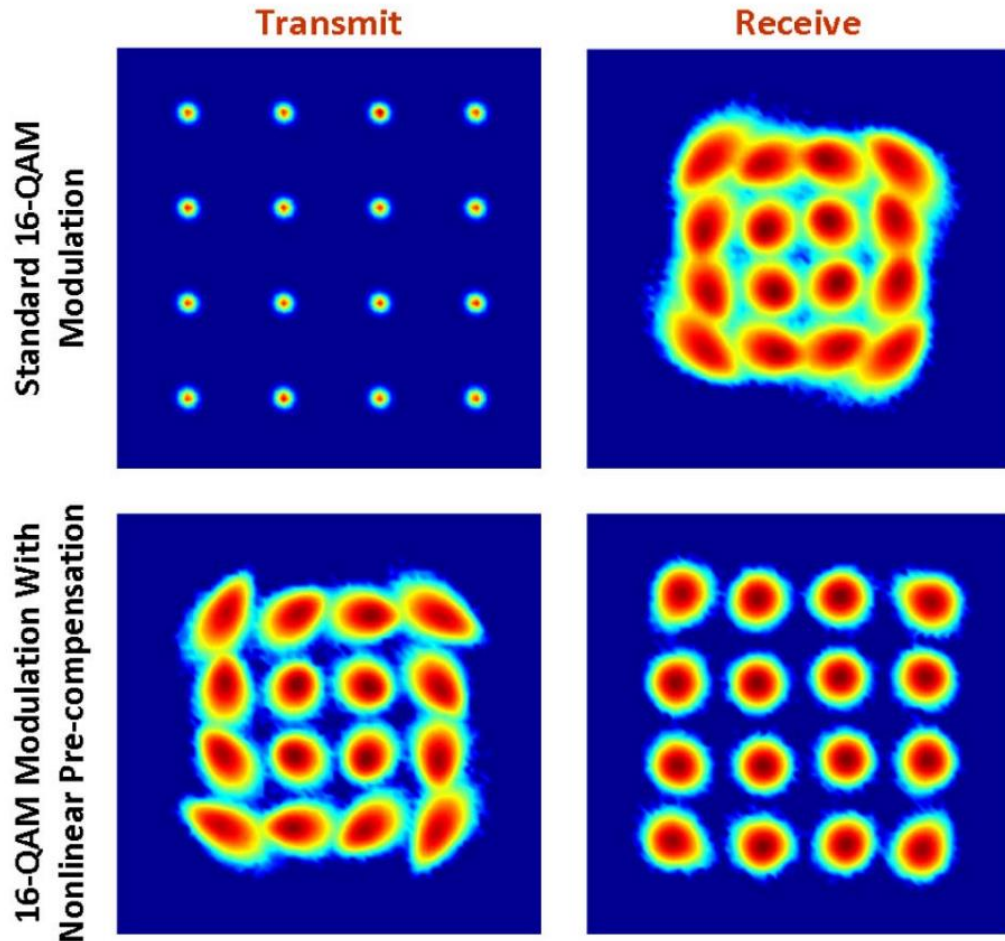 Transmit
Receive
Standard 16-QAM
Modulation
16-QAM Modulation With
Nonlinear Pre-compensation